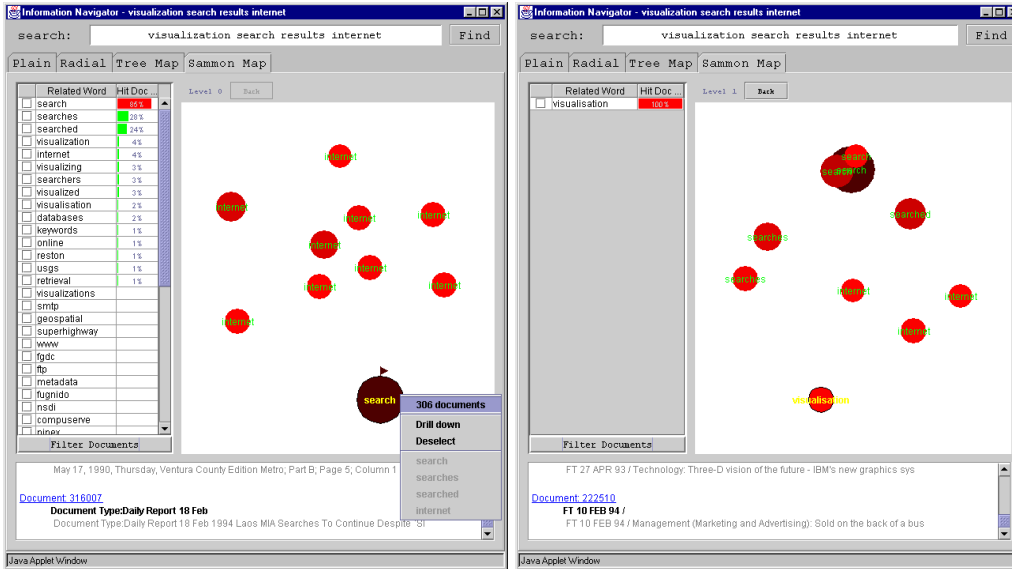 Information Navigator - visualization search results internet
search: visualization search results internet Find
Plain Radial Tree Map Sammon Map
Related Word Hit Doc ...
search 85%
searches 28%
searched 24%
visualization 4%
internet 4%
visualizing 3%
searchers 3%
visualized 3%
visualisation 2%
databases 2%
keywords 1%
online 1%
reston 1%
usgs 1%
retrieval 1%
visualizations
smtp
geospatial
superhighway
www
fgdc
ftp
metadata
fugnido
nsdi
compuserve
Filter Documents
Level 0 Back
internet
internet
internet
internet
internet
internet
internet
internet
internet
search
306 documents
Drill down
Deselect
search
searches
searched
internet
May 17, 1990, Thursday, Ventura County Edition Metro; Part B; Page 5; Column 1
Document: 316007
Document Type:Daily Report 18 Feb
Document Type:Daily Report 18 Feb 1994 Laos MIA Searches To Continue Despite 'SI
Java Applet Window
Information Navigator - visualization search results internet
search: visualization search results internet Find
Plain Radial Tree Map Sammon Map
Related Word Hit Doc ...
visualisation 100%
Filter Documents
Level 1 Back
search
search
search
searched
searches
searches
internet
internet
internet
visualisation
FT 27 APR 93 / Technology: Three-D vision of the future - IBM's new graphics sys
Document: 222510
FT 10 FEB 94 /
FT 10 FEB 94 / Management (Marketing and Advertising): Sold on the back of a bus
Java Applet Window